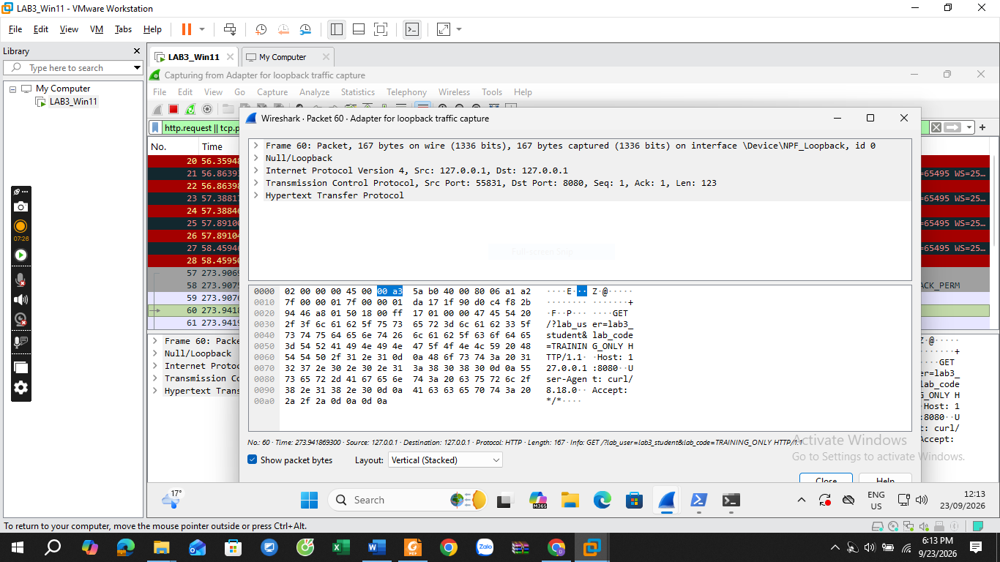 LAB3_Win11 - VMware Workstation
File Edit View VM Tabs Help
Library
Type here to search
My Computer
LAB3_Win11
LAB3_Win11
My Computer
Capturing from Adapter for loopback traffic capture
File Edit View Go Capture Analyze Statistics Telephony Wireless Tools Help
http.request || tcp.p
No. Time
20 56.35948
21 56.86393
=65495 WS=25…
22 56.86398
23 57.38817
=65495 WS=25…
24 57.38846
25 57.89100
=65495 WS=25…
26 57.89104
27 58.45946
=65495 WS=25…
28 58.45950
57 273.9069
58 273.9079
ACK_PERM
59 273.9076
60 273.9418
61 273.9419
Frame 60: Packe
Null/Loopback
Internet Protoc
Transmission Co
Hypertext Trans
Wireshark · Packet 60 · Adapter for loopback traffic capture
Frame 60: Packet, 167 bytes on wire (1336 bits), 167 bytes captured (1336 bits) on interface \Device\NPF_Loopback, id 0
Null/Loopback
Internet Protocol Version 4, Src: 127.0.0.1, Dst: 127.0.0.1
Transmission Control Protocol, Src Port: 55831, Dst Port: 8080, Seq: 1, Ack: 1, Len: 123
Hypertext Transfer Protocol
0000 02 00 00 00 45 00 00 a3 5a b0 40 00 80 06 a1 a2 ····E···Z·@·····
0010 7f 00 00 01 7f 00 00 01 da 17 1f 90 d0 c4 f8 2b ···············+
0020 94 46 a8 01 50 18 00 ff 17 01 00 00 47 45 54 20 ·F··P·······GET
0030 2f 3f 6c 61 62 5f 75 73 65 72 3d 6c 61 62 33 5f /?lab_user=lab3_
0040 73 74 75 64 65 6e 74 26 6c 61 62 5f 63 6f 64 65 student&lab_code
0050 3d 54 52 41 49 4e 49 4e 47 5f 4f 4e 4c 59 20 48 =TRAINING_ONLY H
0060 54 54 50 2f 31 2e 31 0d 0a 48 6f 73 74 3a 20 31 TTP/1.1··Host: 1
0070 32 37 2e 30 2e 30 2e 31 3a 38 30 38 30 0d 0a 55 27.0.0.1:8080··U
0080 73 65 72 2d 41 67 65 6e 74 3a 20 63 75 72 6c 2f ser-Agent: curl/
0090 38 2e 31 38 2e 30 0d 0a 41 63 63 65 70 74 3a 20 8.18.0··Accept:
00a0 2a 2f 2a 0d 0a 0d 0a */*····
Z·@·····
·······+
····GET
er=lab3_
lab_code
G_ONLY H
Host: 1
:8080··U
t: curl/
Accept:
No.: 60 · Time: 273.941869300 · Source: 127.0.0.1 · Destination: 127.0.0.1 · Protocol: HTTP · Length: 167 · Info: GET /?lab_user=lab3_student&lab_code=TRAINING_ONLY HTTP/1.1
Show packet bytes Layout: Vertical (Stacked)
Close Help
Activate Windows
Go to Settings to activate Windows.
07:26
17°
Search
M365
ENG
US
12:13
23/09/2026
To return to your computer, move the mouse pointer outside or press Ctrl+Alt.
Zalo
6:13 PM
9/23/2026